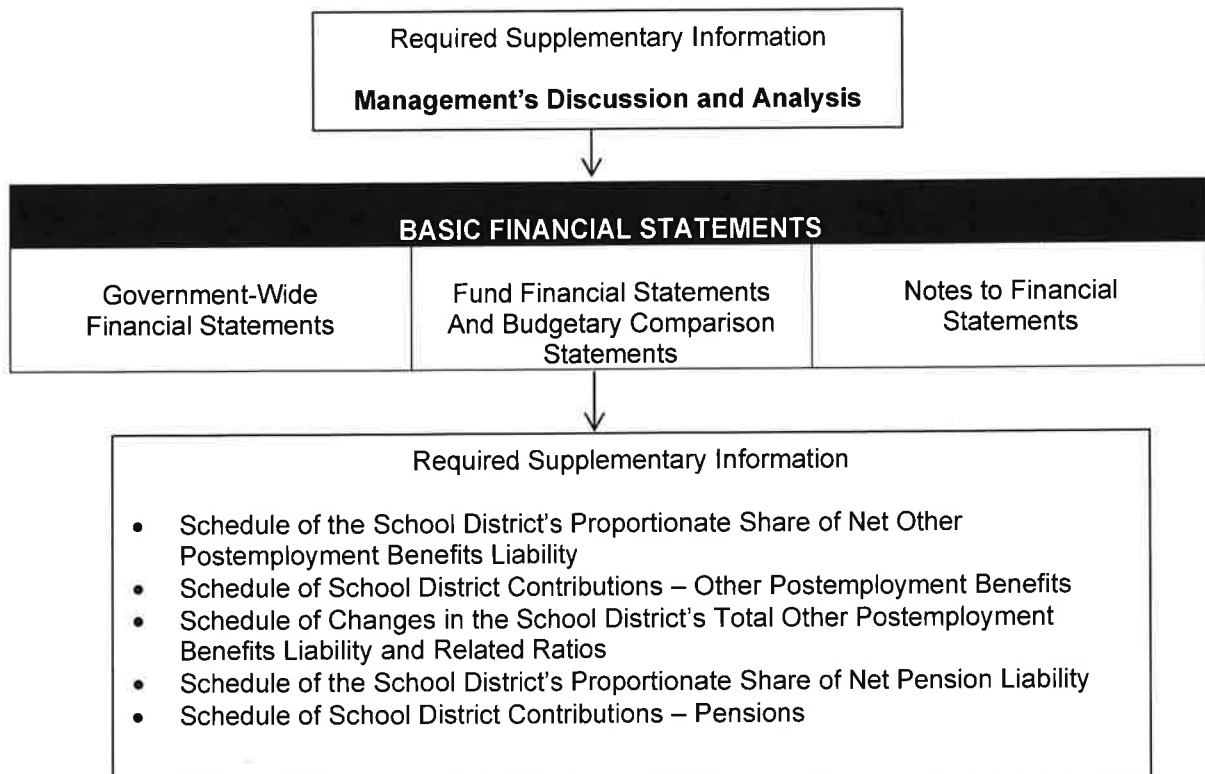 Required Supplementary Information
Management's Discussion and Analysis
BASIC FINANCIAL STATEMENTS
Government-Wide
Financial Statements
Fund Financial Statements
And Budgetary Comparison
Statements
Notes to Financial
Statements
Required Supplementary Information
• Schedule of the School District's Proportionate Share of Net Other
Postemployment Benefits Liability
• Schedule of School District Contributions – Other Postemployment Benefits
• Schedule of Changes in the School District's Total Other Postemployment
Benefits Liability and Related Ratios
• Schedule of the School District's Proportionate Share of Net Pension Liability
• Schedule of School District Contributions – Pensions